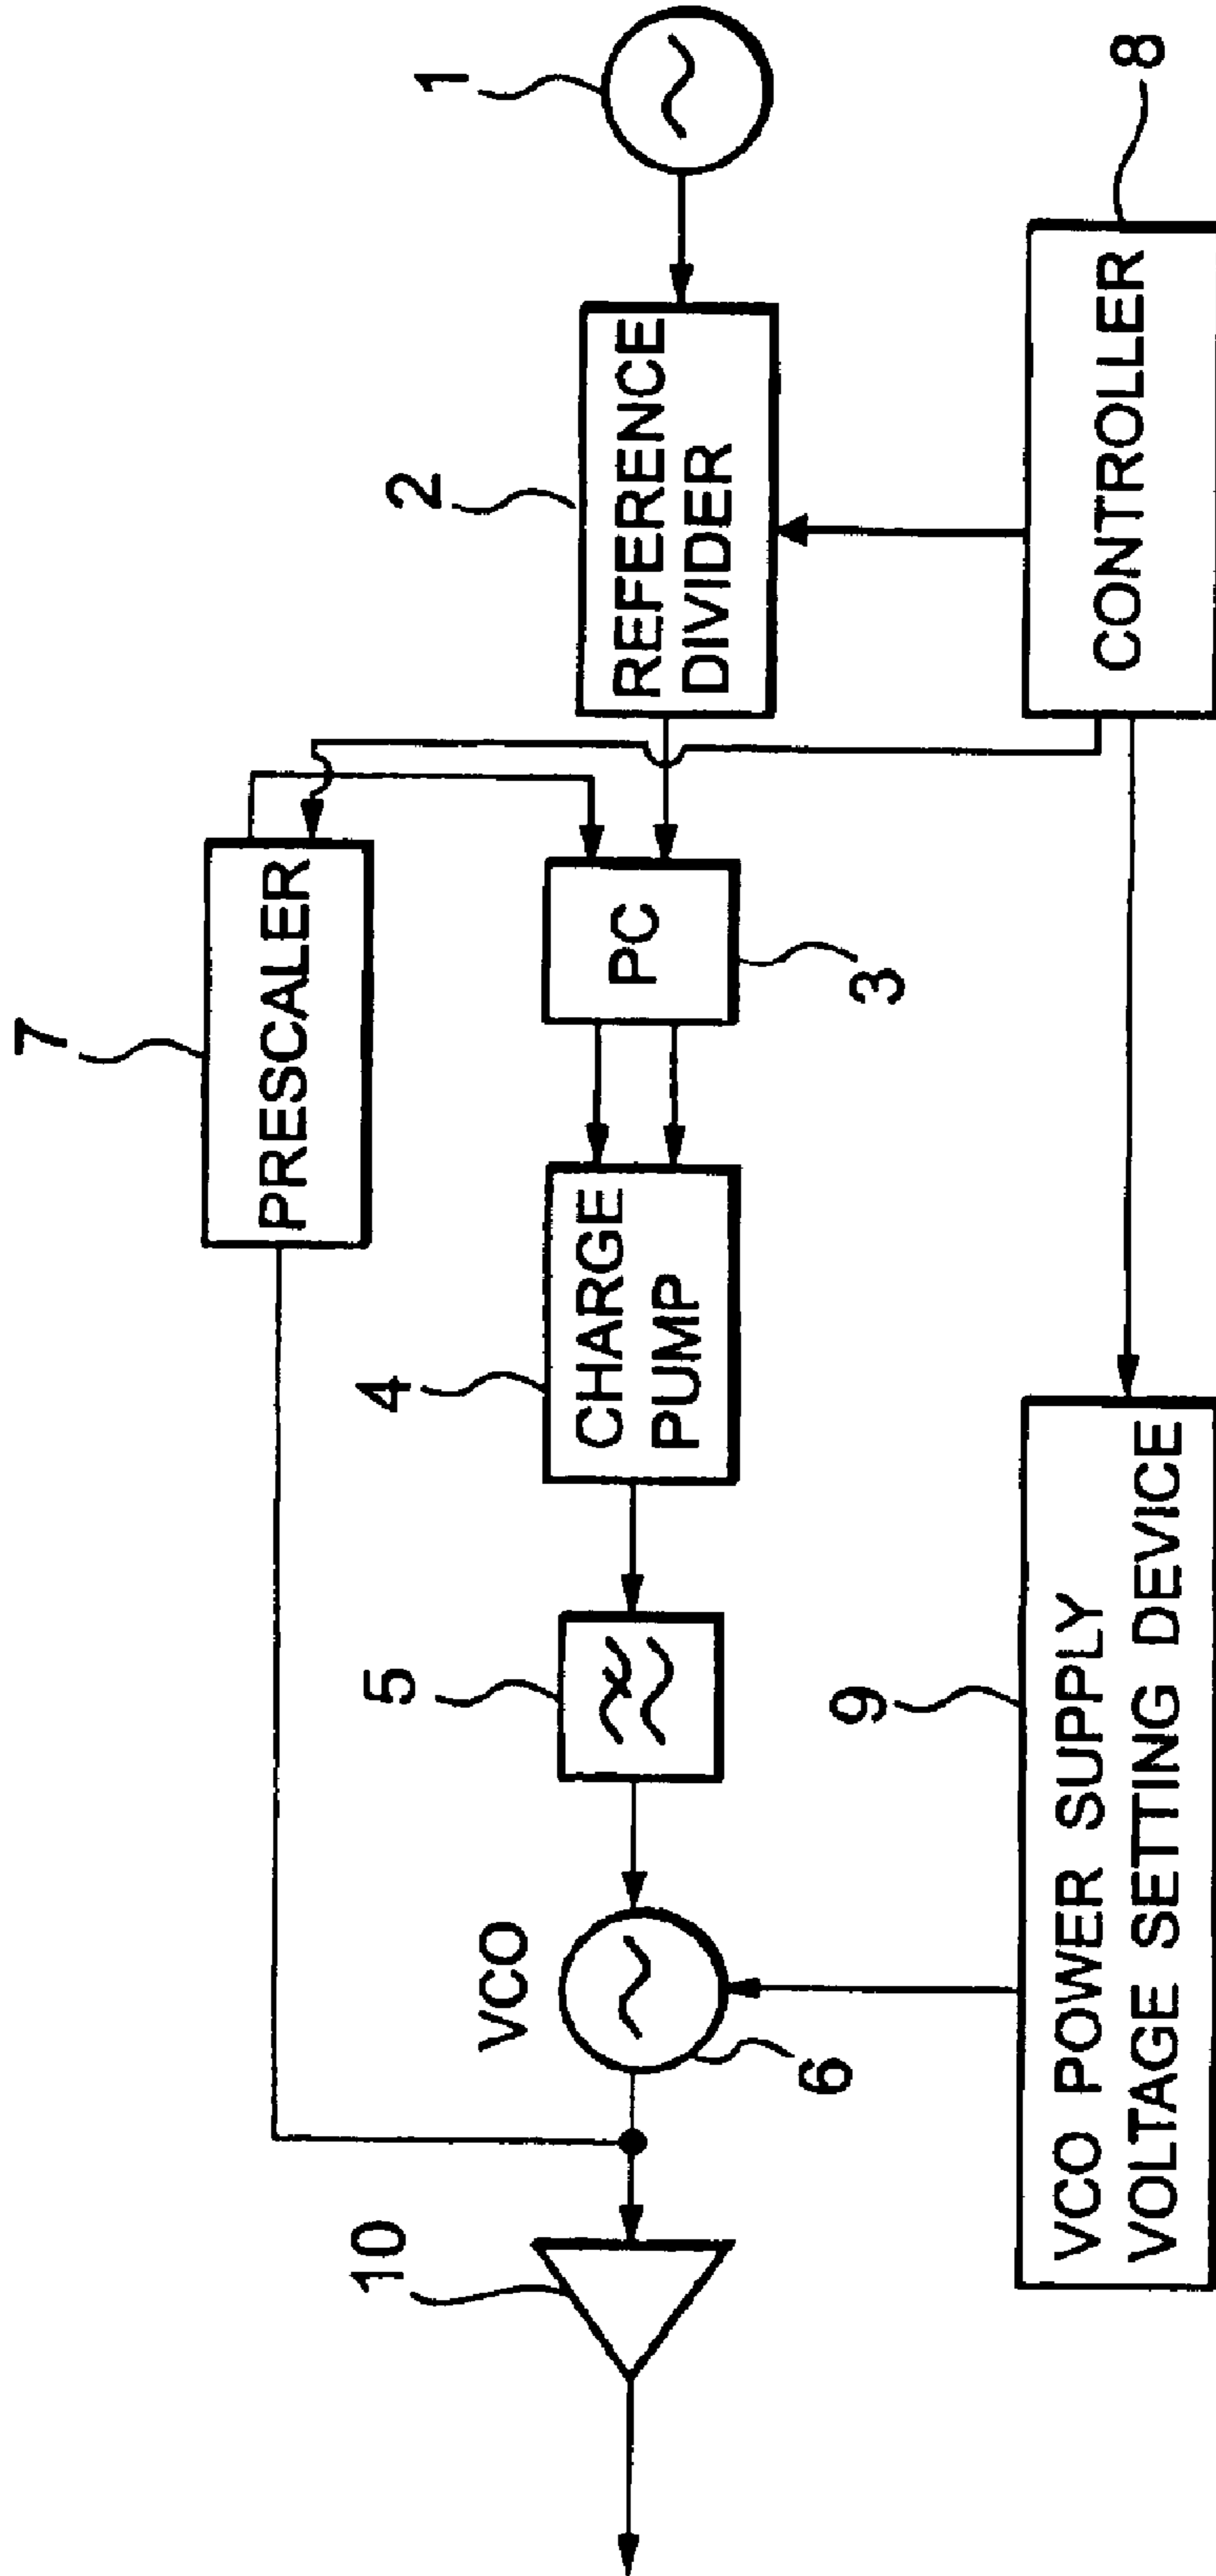 7
PRESCALER
10
VCO
6
5
4
CHARGE
PUMP
PC
3
2
REFERENCE
DIVIDER
1
9
VCO POWER SUPPLY
VOLTAGE SETTING DEVICE
CONTROLLER
8